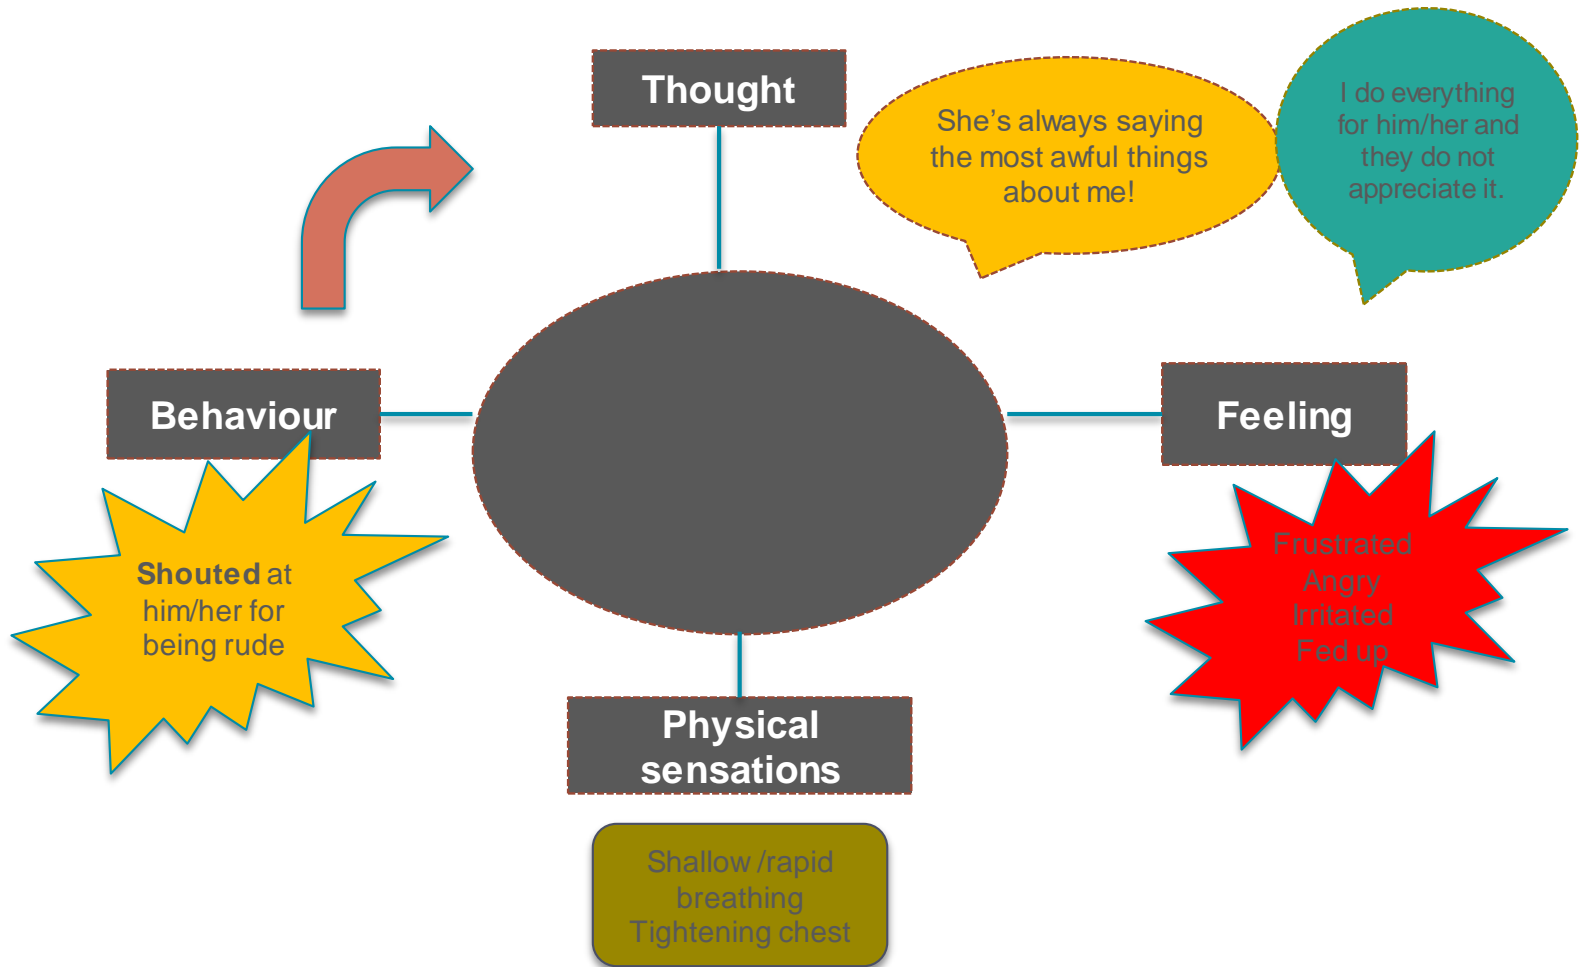 Thought
She’s always saying
the most awful things
about me!
I do everything
for him/her and
they do not
appreciate it.
Behaviour
Feeling
Shouted at
him/her for
being rude
Frustrated
Angry
Irritated
Fed up
Physical
sensations
Shallow /rapid
breathing
Tightening chest